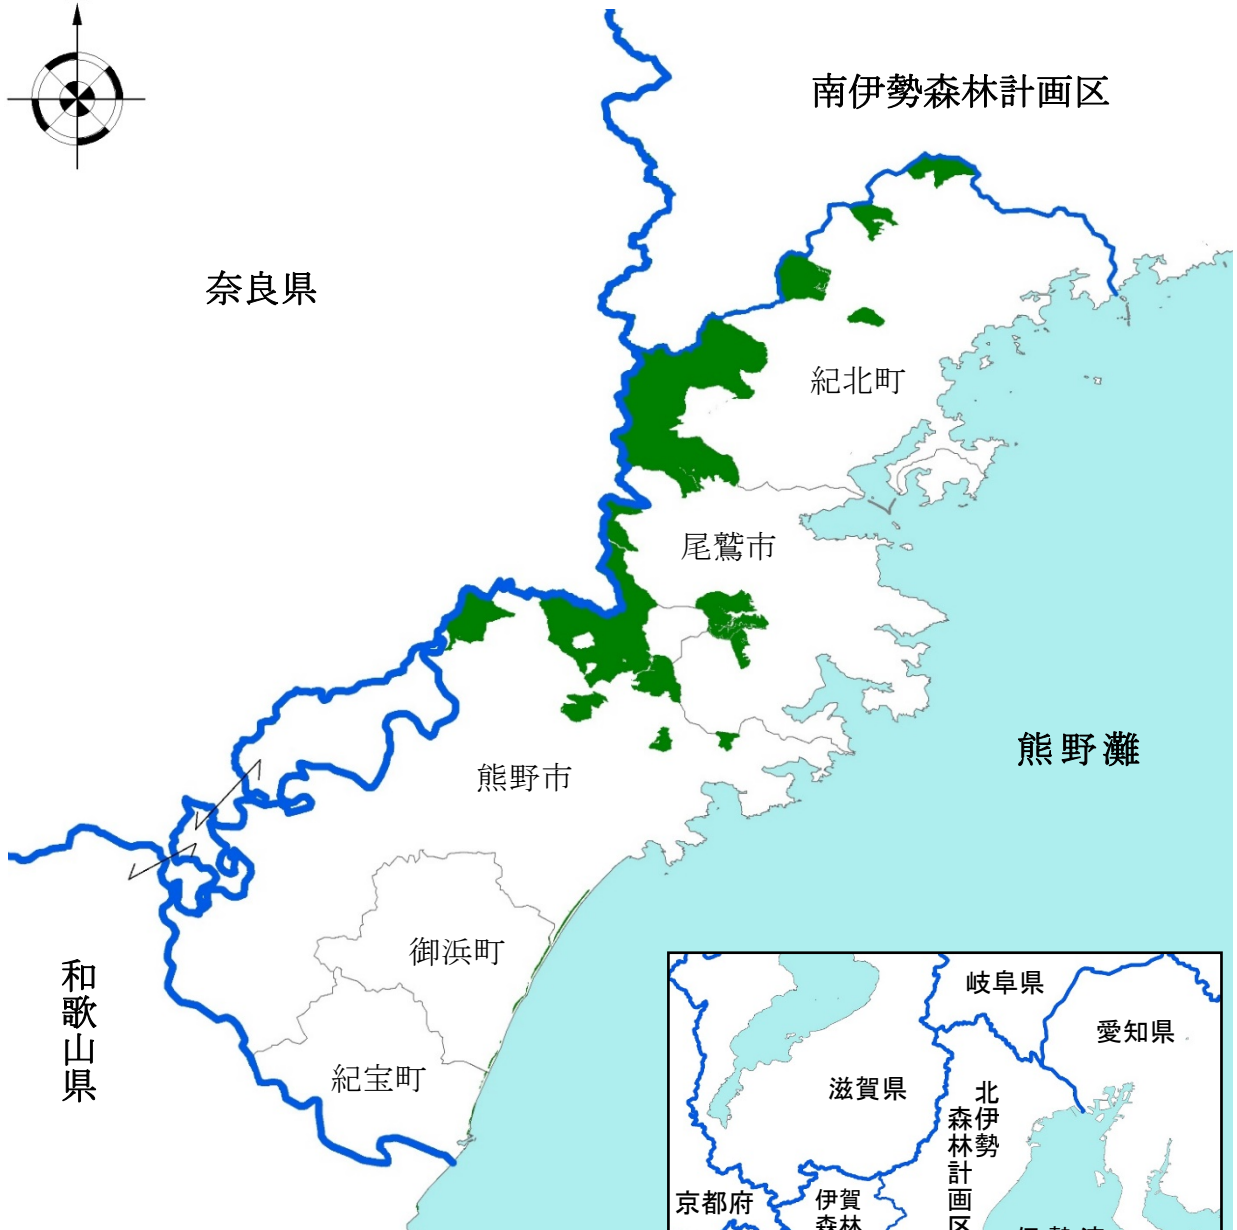 南伊勢森林計画区
奈良県
紀北町
尾鷲市
熊野市
熊野灘
御浜町
紀宝町
和歌山県
岐阜県
愛知県
滋賀県
北伊勢
森林計画区
京都府
伊賀
森林